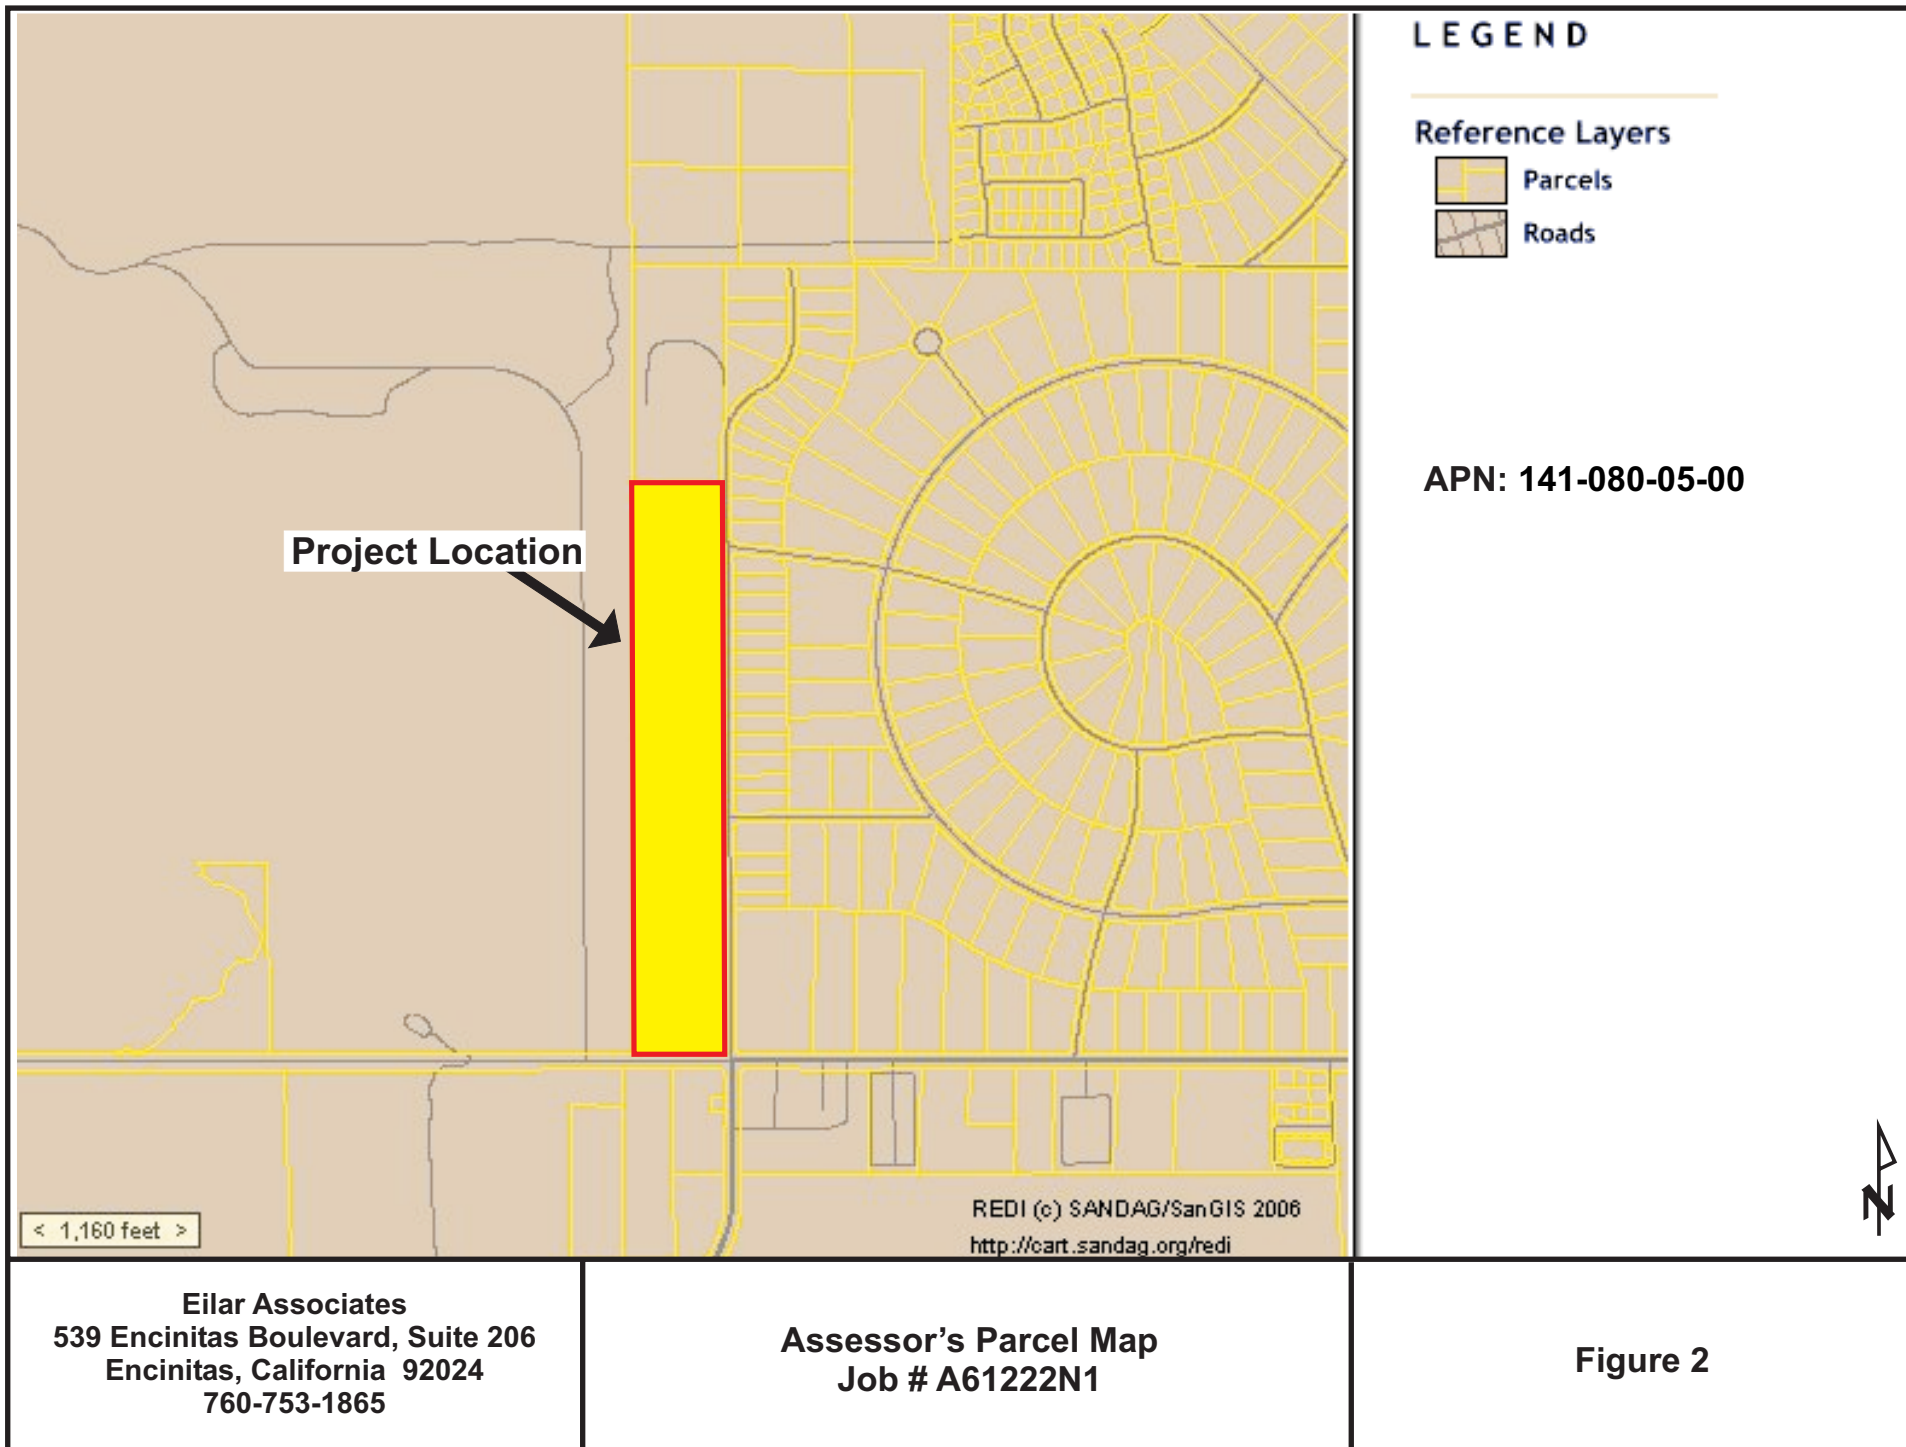 LEGEND
Reference Layers
Parcels
Roads
APN: 141-080-05-00
Project Location
REDI (c) SANDAG/SanGIS 2006
http://cart.sandag.org/redi
< 1,160 feet >
N
Eilar Associates
539 Encinitas Boulevard, Suite 206
Encinitas, California 92024
760-753-1865
Assessor’s Parcel Map
Job # A61222N1
Figure 2